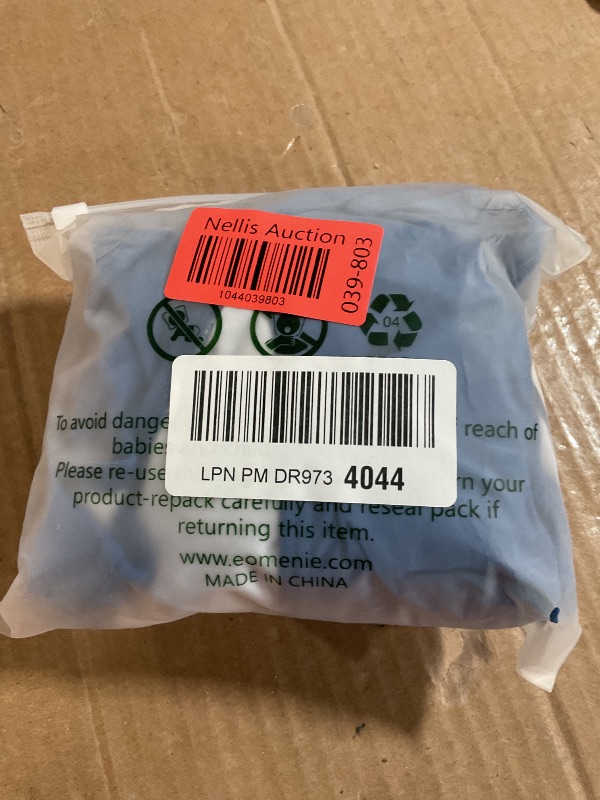 Nellis Auction
1044039803
039-803
04
To avoid dange
reach of
babies and
LPN PM DR973 4044
Please re-use
rn your
product-repack carefully and reseal pack if
returning this item.
www.eomenie.com
MADE IN CHINA